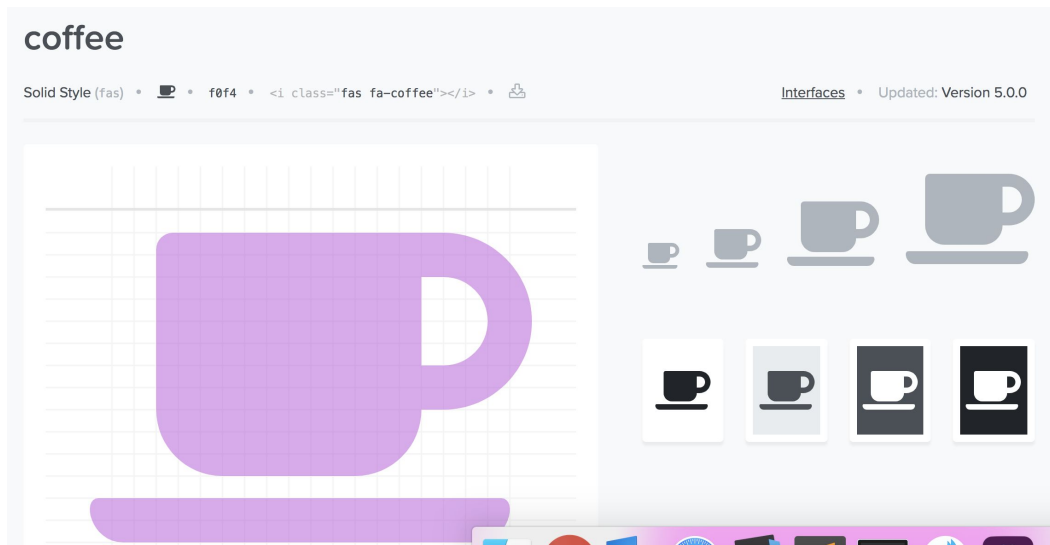 coffee
Solid Style (fas) • • f0f4 • <i class="fas fa-coffee"></i> • Interfaces • Updated: Version 5.0.0